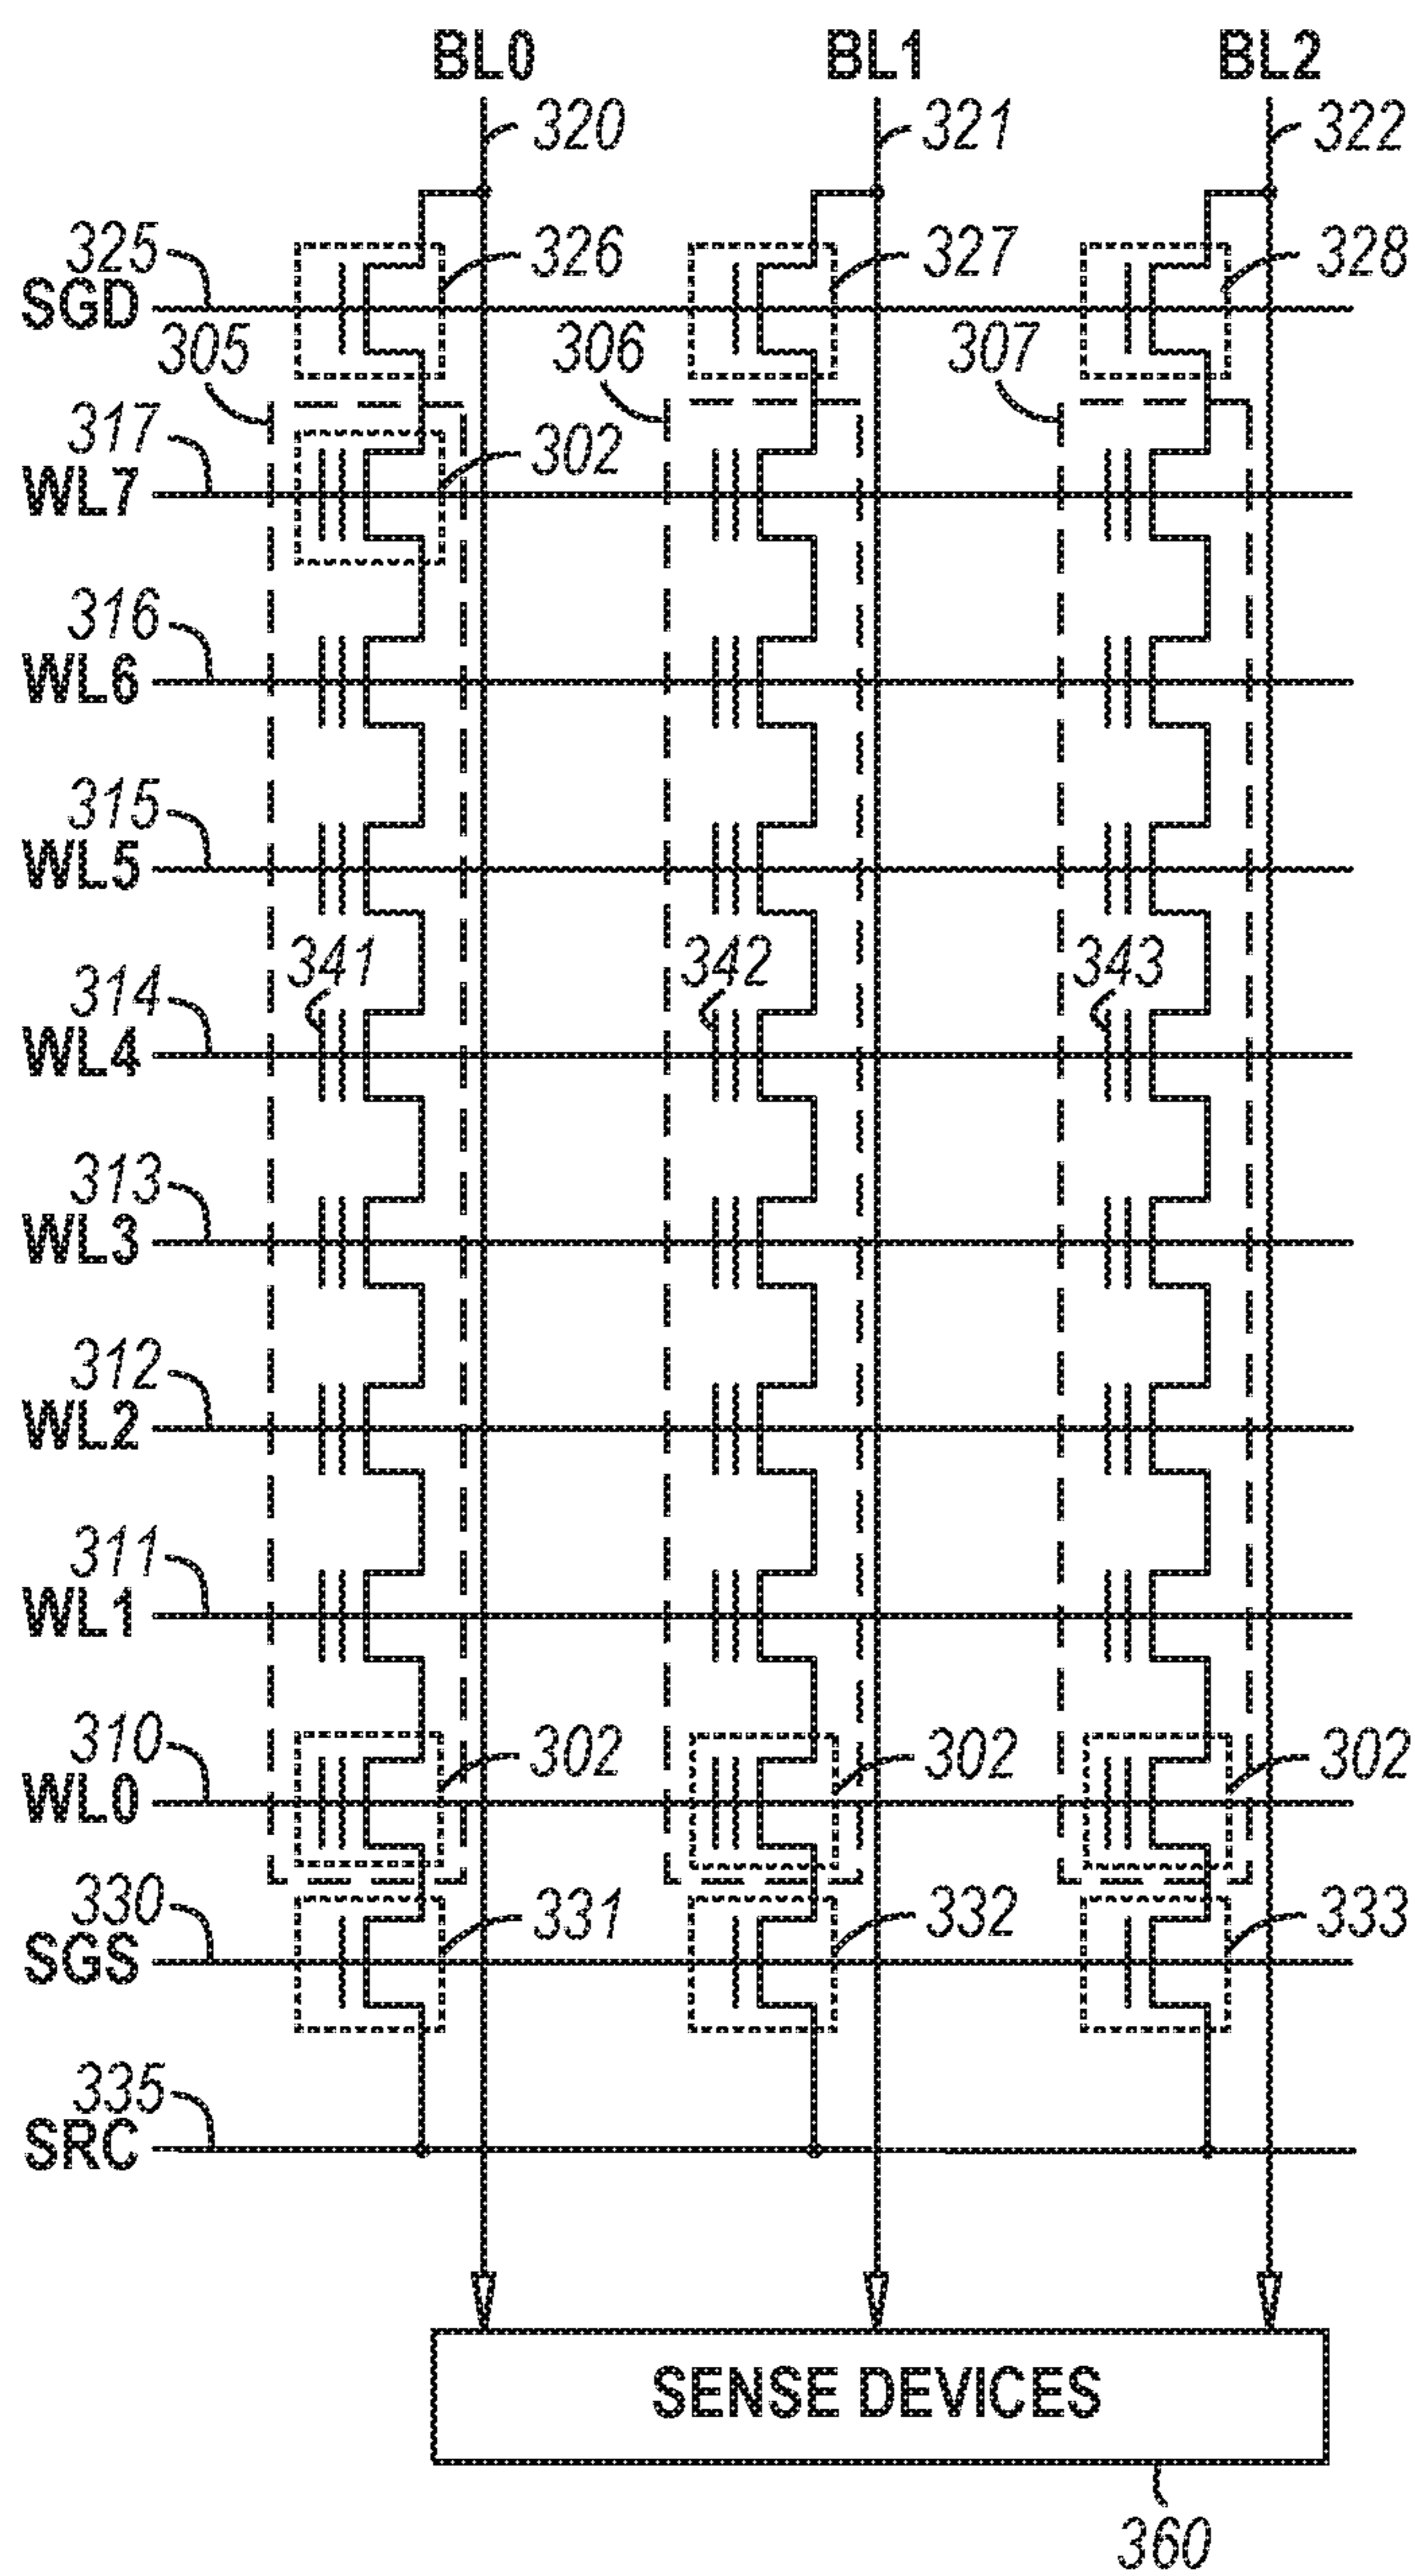 BL0 BL1 BL2
320 321 322
325 326 327 328
SGD
305 306 307
317 302
WL7
316
WL6
315
WL5
341 342 343
314
WL4
313
WL3
312
WL2
311
WL1
310 302 302 302
WL0
330 331 332 333
SGS
335
SRC
SENSE DEVICES
360